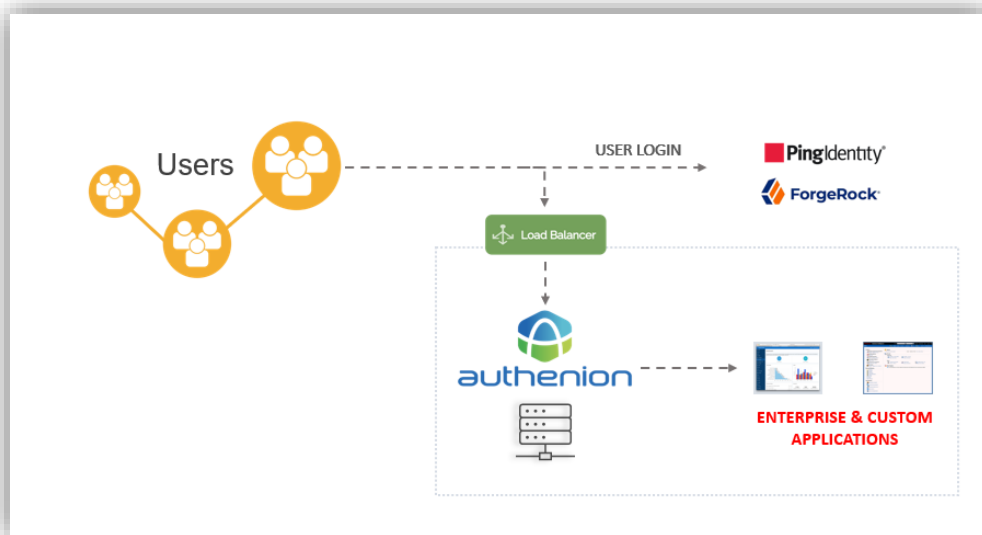 Users
USER LOGIN
PingIdentity®
ForgeRock®
Load Balancer
authenion
ENTERPRISE & CUSTOM
APPLICATIONS